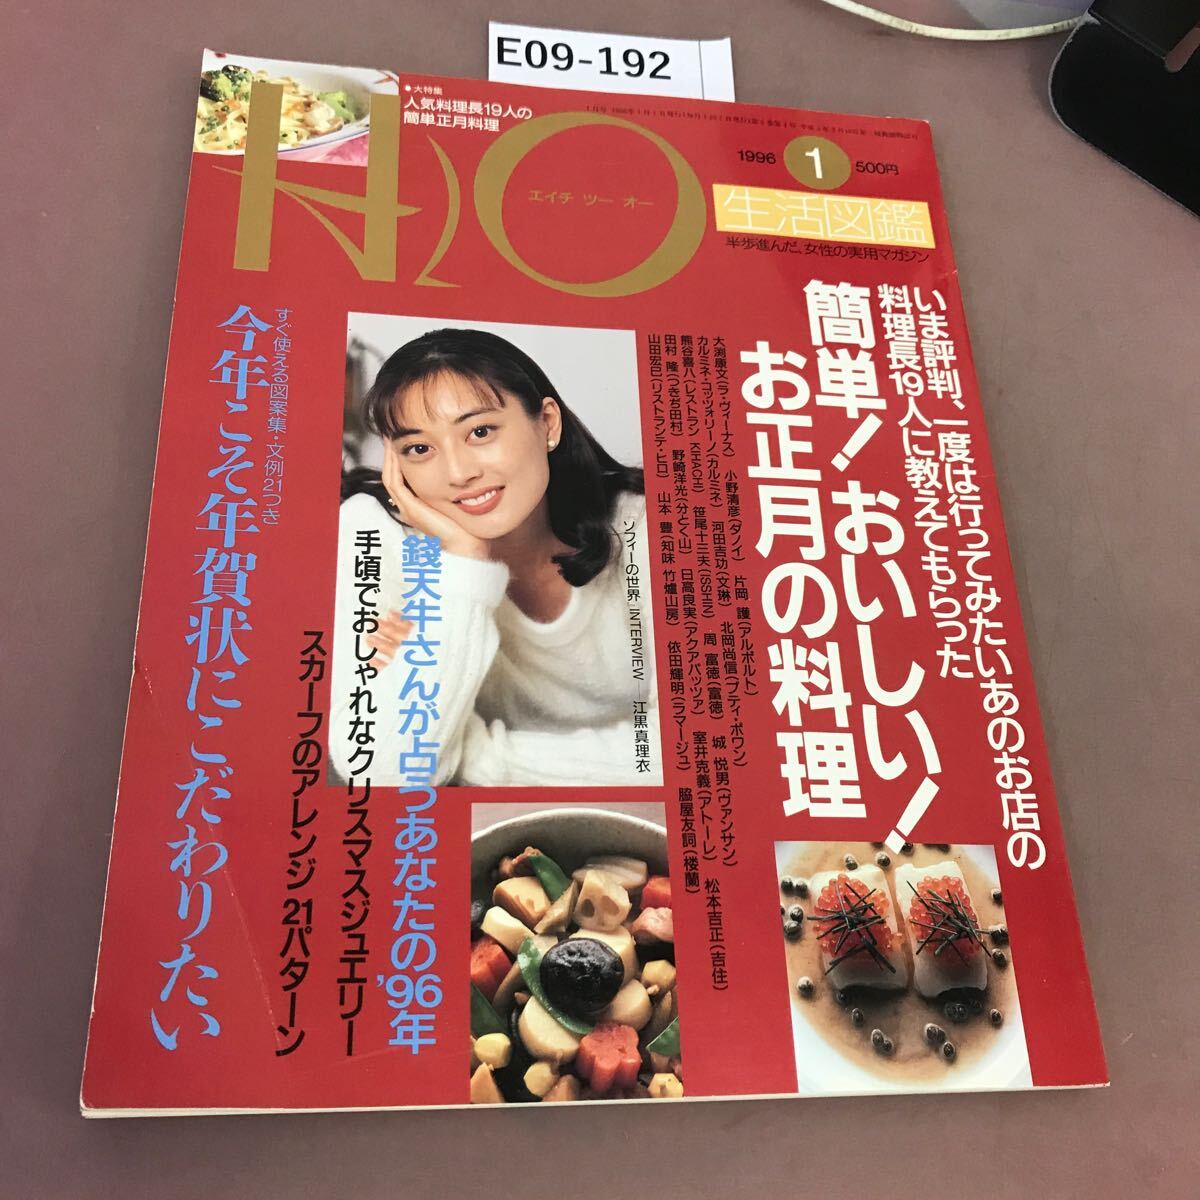 E09-192
●大特集
人気料理長19人の
簡単正月料理
H2O
エイチ ツー オー
1996 1 500円
生活図鑑
半歩進んだ、女性の実用マガジン
いま評判、一度は行ってみたいあのお店の
料理長19人に教えてもらった
簡単!おいしい!
お正月の料理
大渕康文(ラ・ヴィーナス) 小野清彦(ダノイ) 片岡 護(アルポルト)
カルミネ・コッツォリーノ(カルミネ) 河田吉功(文琳) 北岡尚信(プティ・ポワン)
熊谷喜八(レストラン KIHACHI) 笹尾十三夫(ISSHIN) 周 富徳(富徳) 城 悦男(ヴァンサン)
田村 隆(つきぢ田村) 野崎洋光(分とく山) 日高良実(アクアパッツァ) 室井克義(アトーレ) 松本吉正(吉住)
山田宏巳(リストランテ・ヒロ) 山本 豊(知味 竹爐山房) 依田輝明(ラマージュ) 脇屋友詞(楼蘭)
ソフィーの世界 INTERVIEW—江黒真理衣
銭天牛さんが占うあなたの'96年
手頃でおしゃれなクリスマスジュエリー
スカーフのアレンジ21パターン
すぐ使える図案集・文例21つき
今年こそ年賀状にこだわりたい